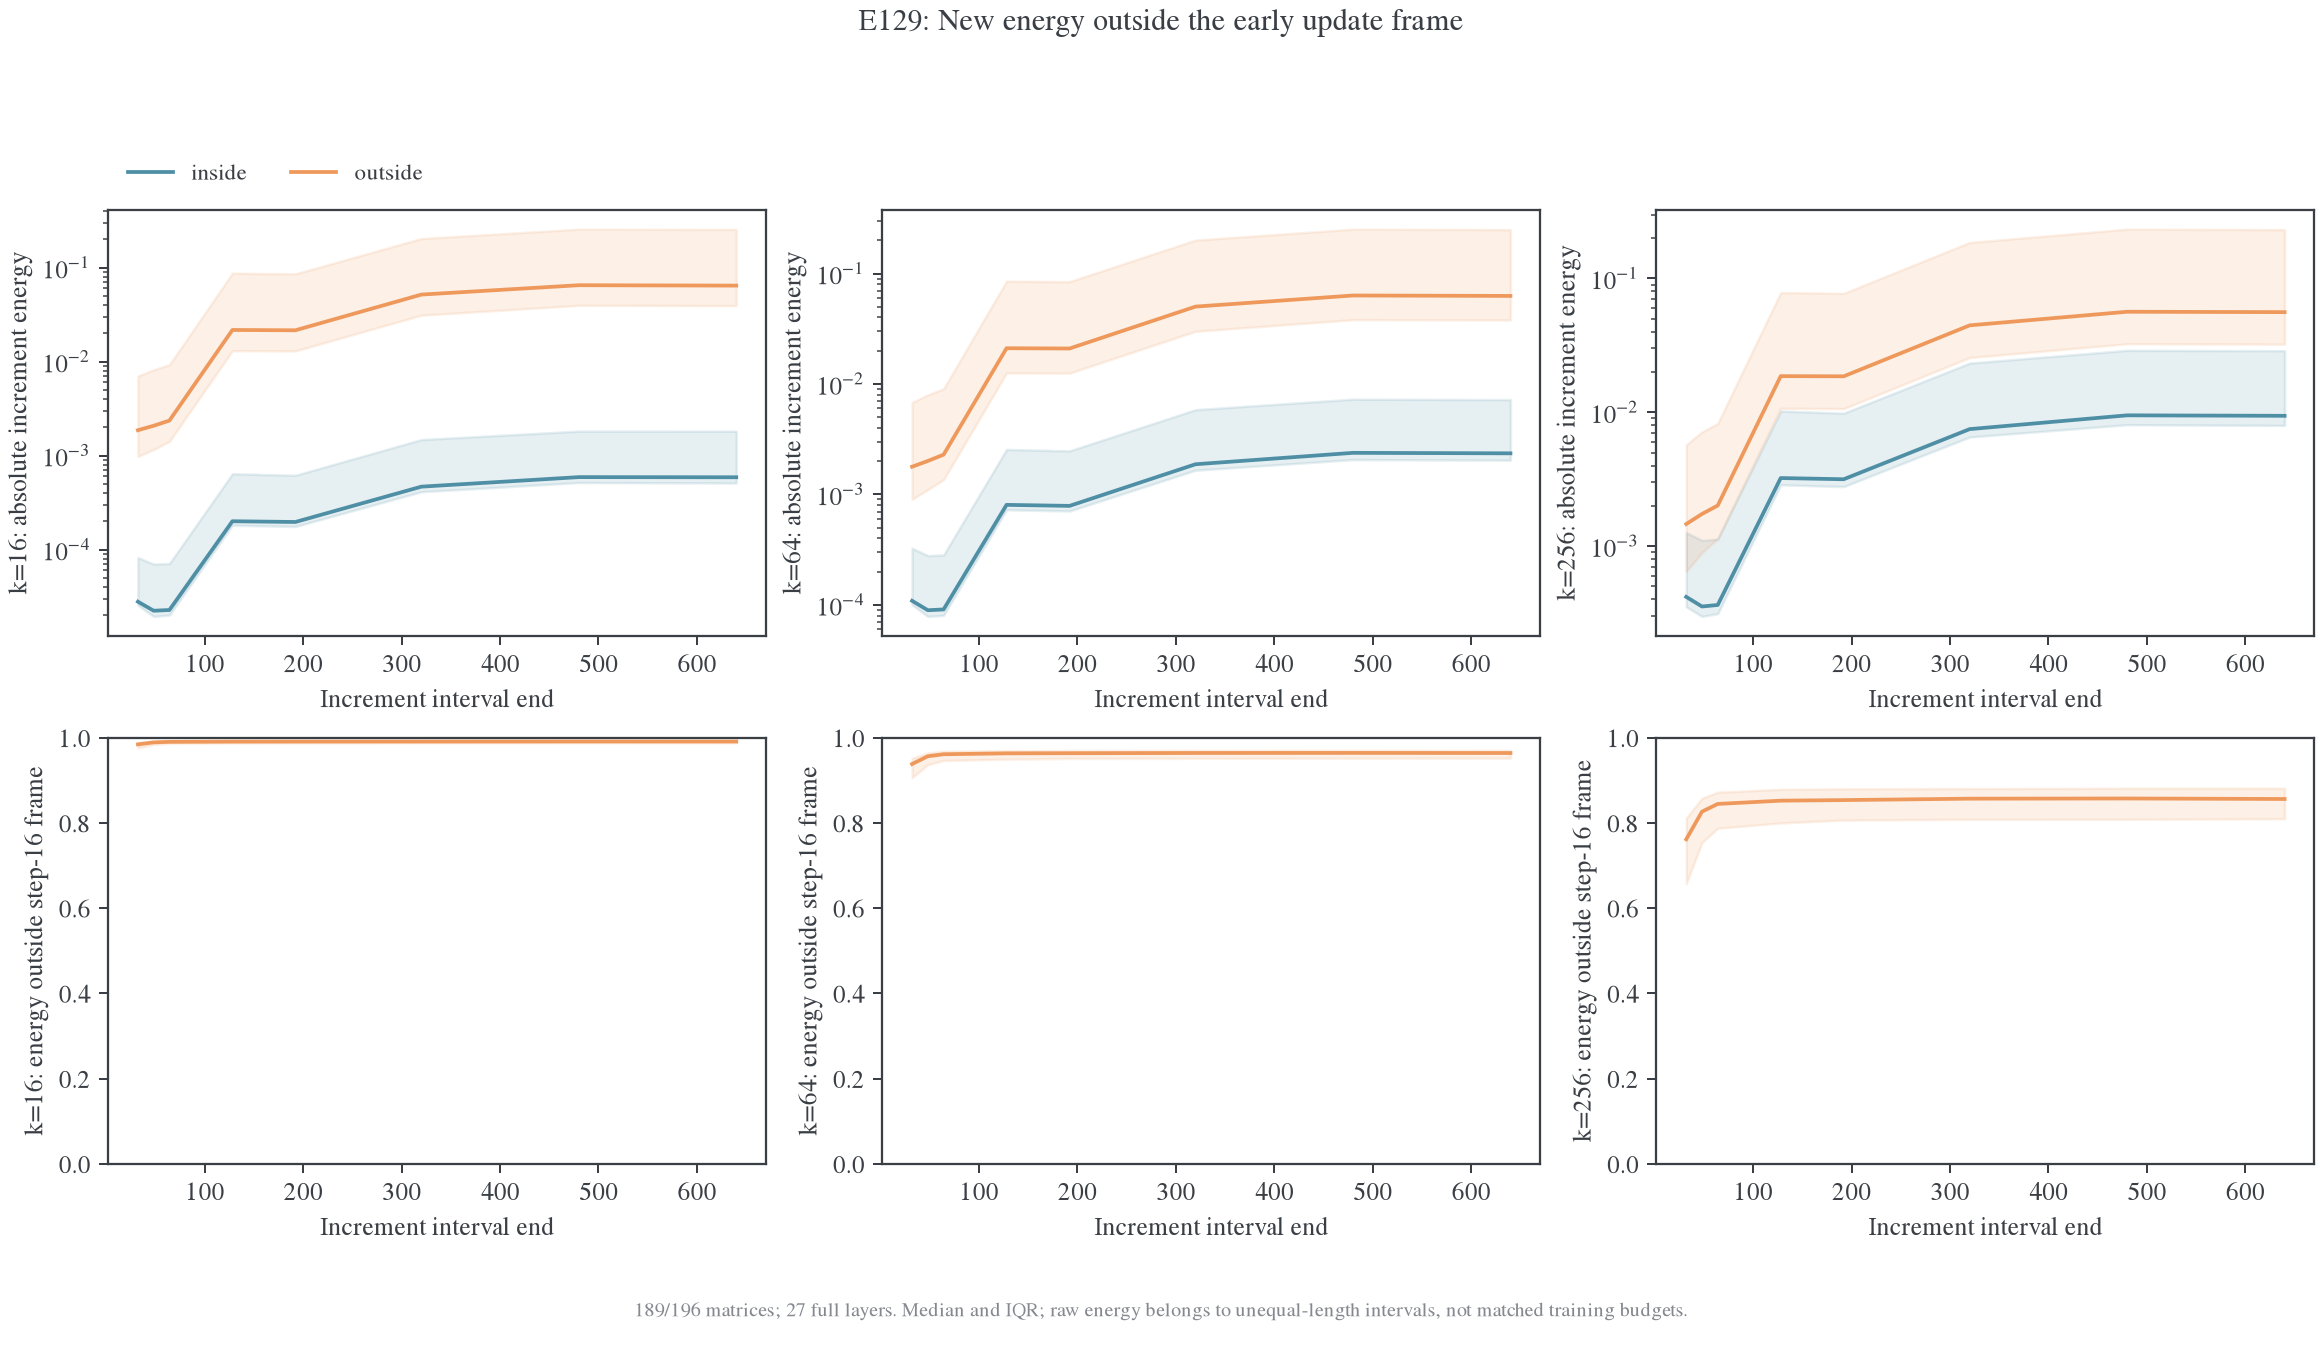 E129: New energy outside the early update frame
inside
outside
k=16: absolute increment energy
10⁻¹
10⁻²
10⁻³
10⁻⁴
100 200 300 400 500 600
Increment interval end
k=64: absolute increment energy
10⁻¹
10⁻²
10⁻³
10⁻⁴
100 200 300 400 500 600
Increment interval end
k=256: absolute increment energy
10⁻¹
10⁻²
10⁻³
100 200 300 400 500 600
Increment interval end
k=16: energy outside step-16 frame
1.0
0.8
0.6
0.4
0.2
0.0
100 200 300 400 500 600
Increment interval end
k=64: energy outside step-16 frame
1.0
0.8
0.6
0.4
0.2
0.0
100 200 300 400 500 600
Increment interval end
k=256: energy outside step-16 frame
1.0
0.8
0.6
0.4
0.2
0.0
100 200 300 400 500 600
Increment interval end
189/196 matrices; 27 full layers. Median and IQR; raw energy belongs to unequal-length intervals, not matched training budgets.